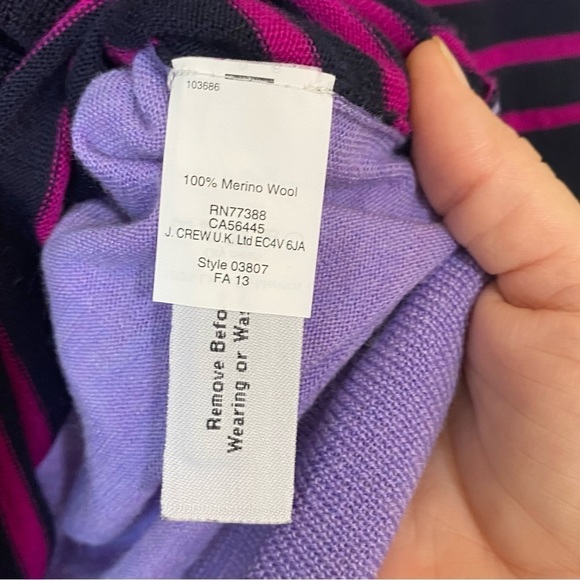 103686
100% Merino Wool
RN77388
CA56445
J. CREW U.K. Ltd EC4V 6JA
Style 03807
FA 13
Remove Befo
Wearing or Was